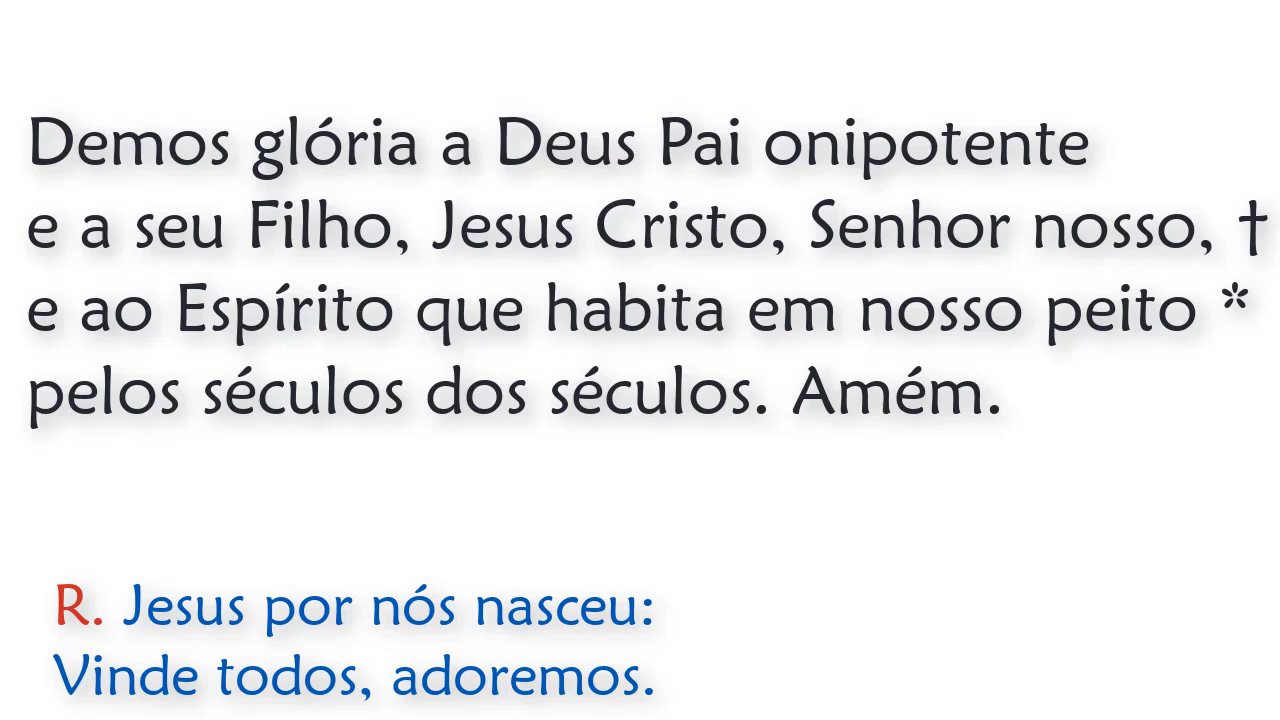 Demos glória a Deus Pai onipotente
e a seu Filho, Jesus Cristo, Senhor nosso, †
e ao Espírito que habita em nosso peito *
pelos séculos dos séculos. Amém.
R. Jesus por nós nasceu:
Vinde todos, adoremos.